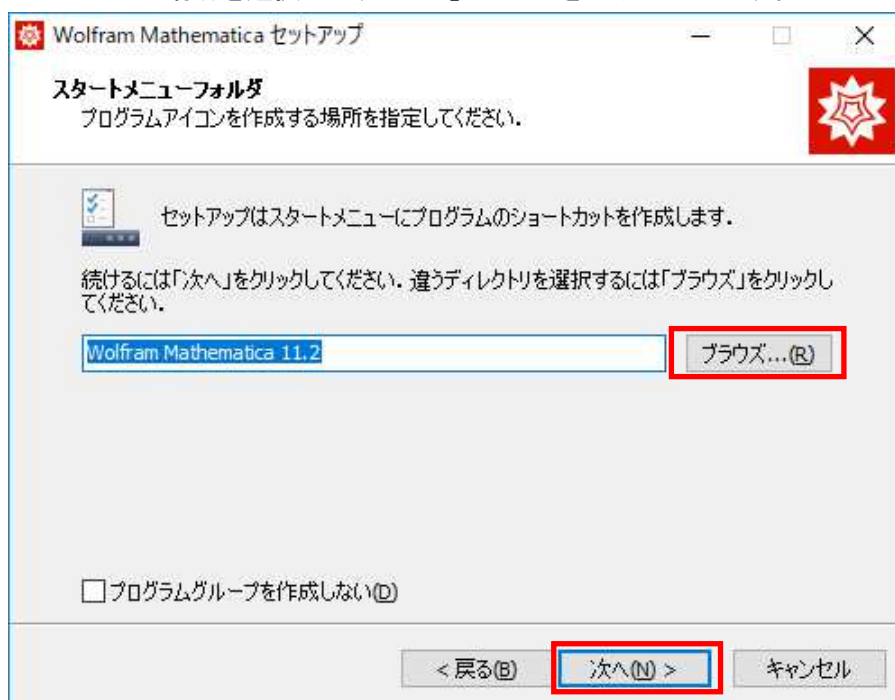 Wolfram Mathematica セットアップ
スタートメニューフォルダ
プログラムアイコンを作成する場所を指定してください．
セットアップはスタートメニューにプログラムのショートカットを作成します．
続けるには「次へ」をクリックしてください．違うディレクトリを選択するには「ブラウズ」をクリックし
てください．
Wolfram Mathematica 11.2
ブラウズ...(R)
プログラムグループを作成しない(D)
< 戻る(B)
次へ(N) >
キャンセル